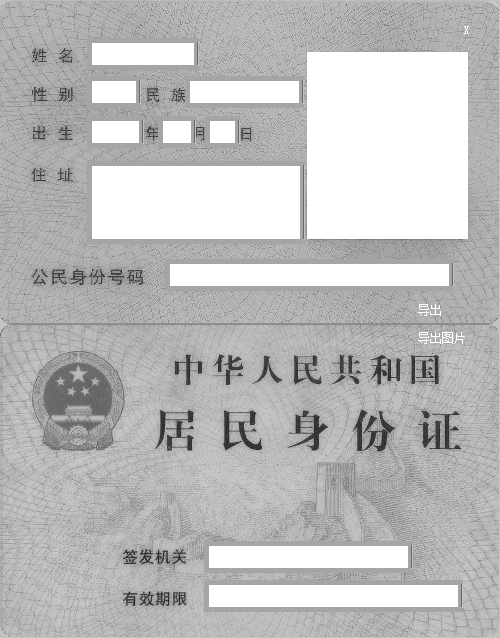 x
姓 名
性 别 民 族
出 生 年 月 日
住 址
公民身份号码
导出
导出图片
中华人民共和国
居民身份证
签发机关
有效期限